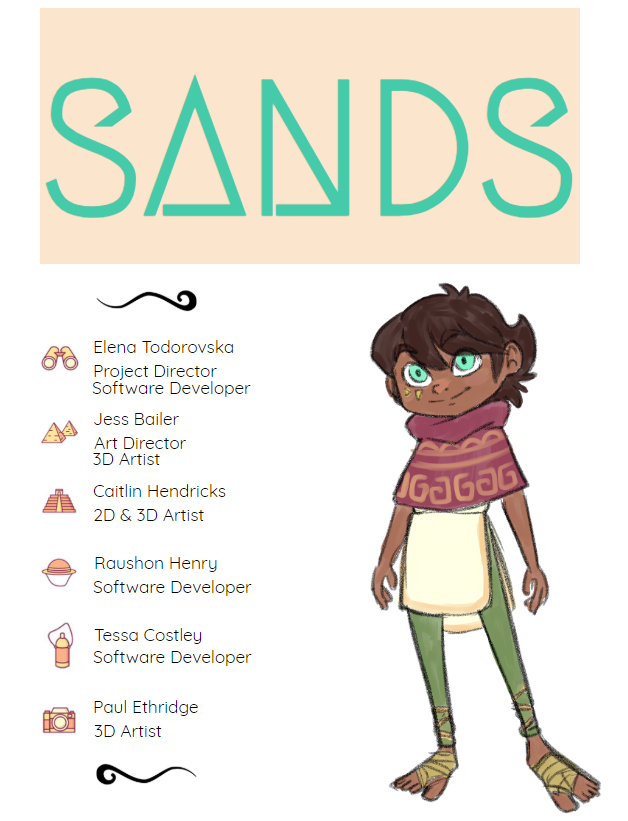 SANDS
Elena Todorovska
Project Director
Software Developer
Jess Bailer
Art Director
3D Artist
Caitlin Hendricks
2D & 3D Artist
Raushon Henry
Software Developer
Tessa Costley
Software Developer
Paul Ethridge
3D Artist